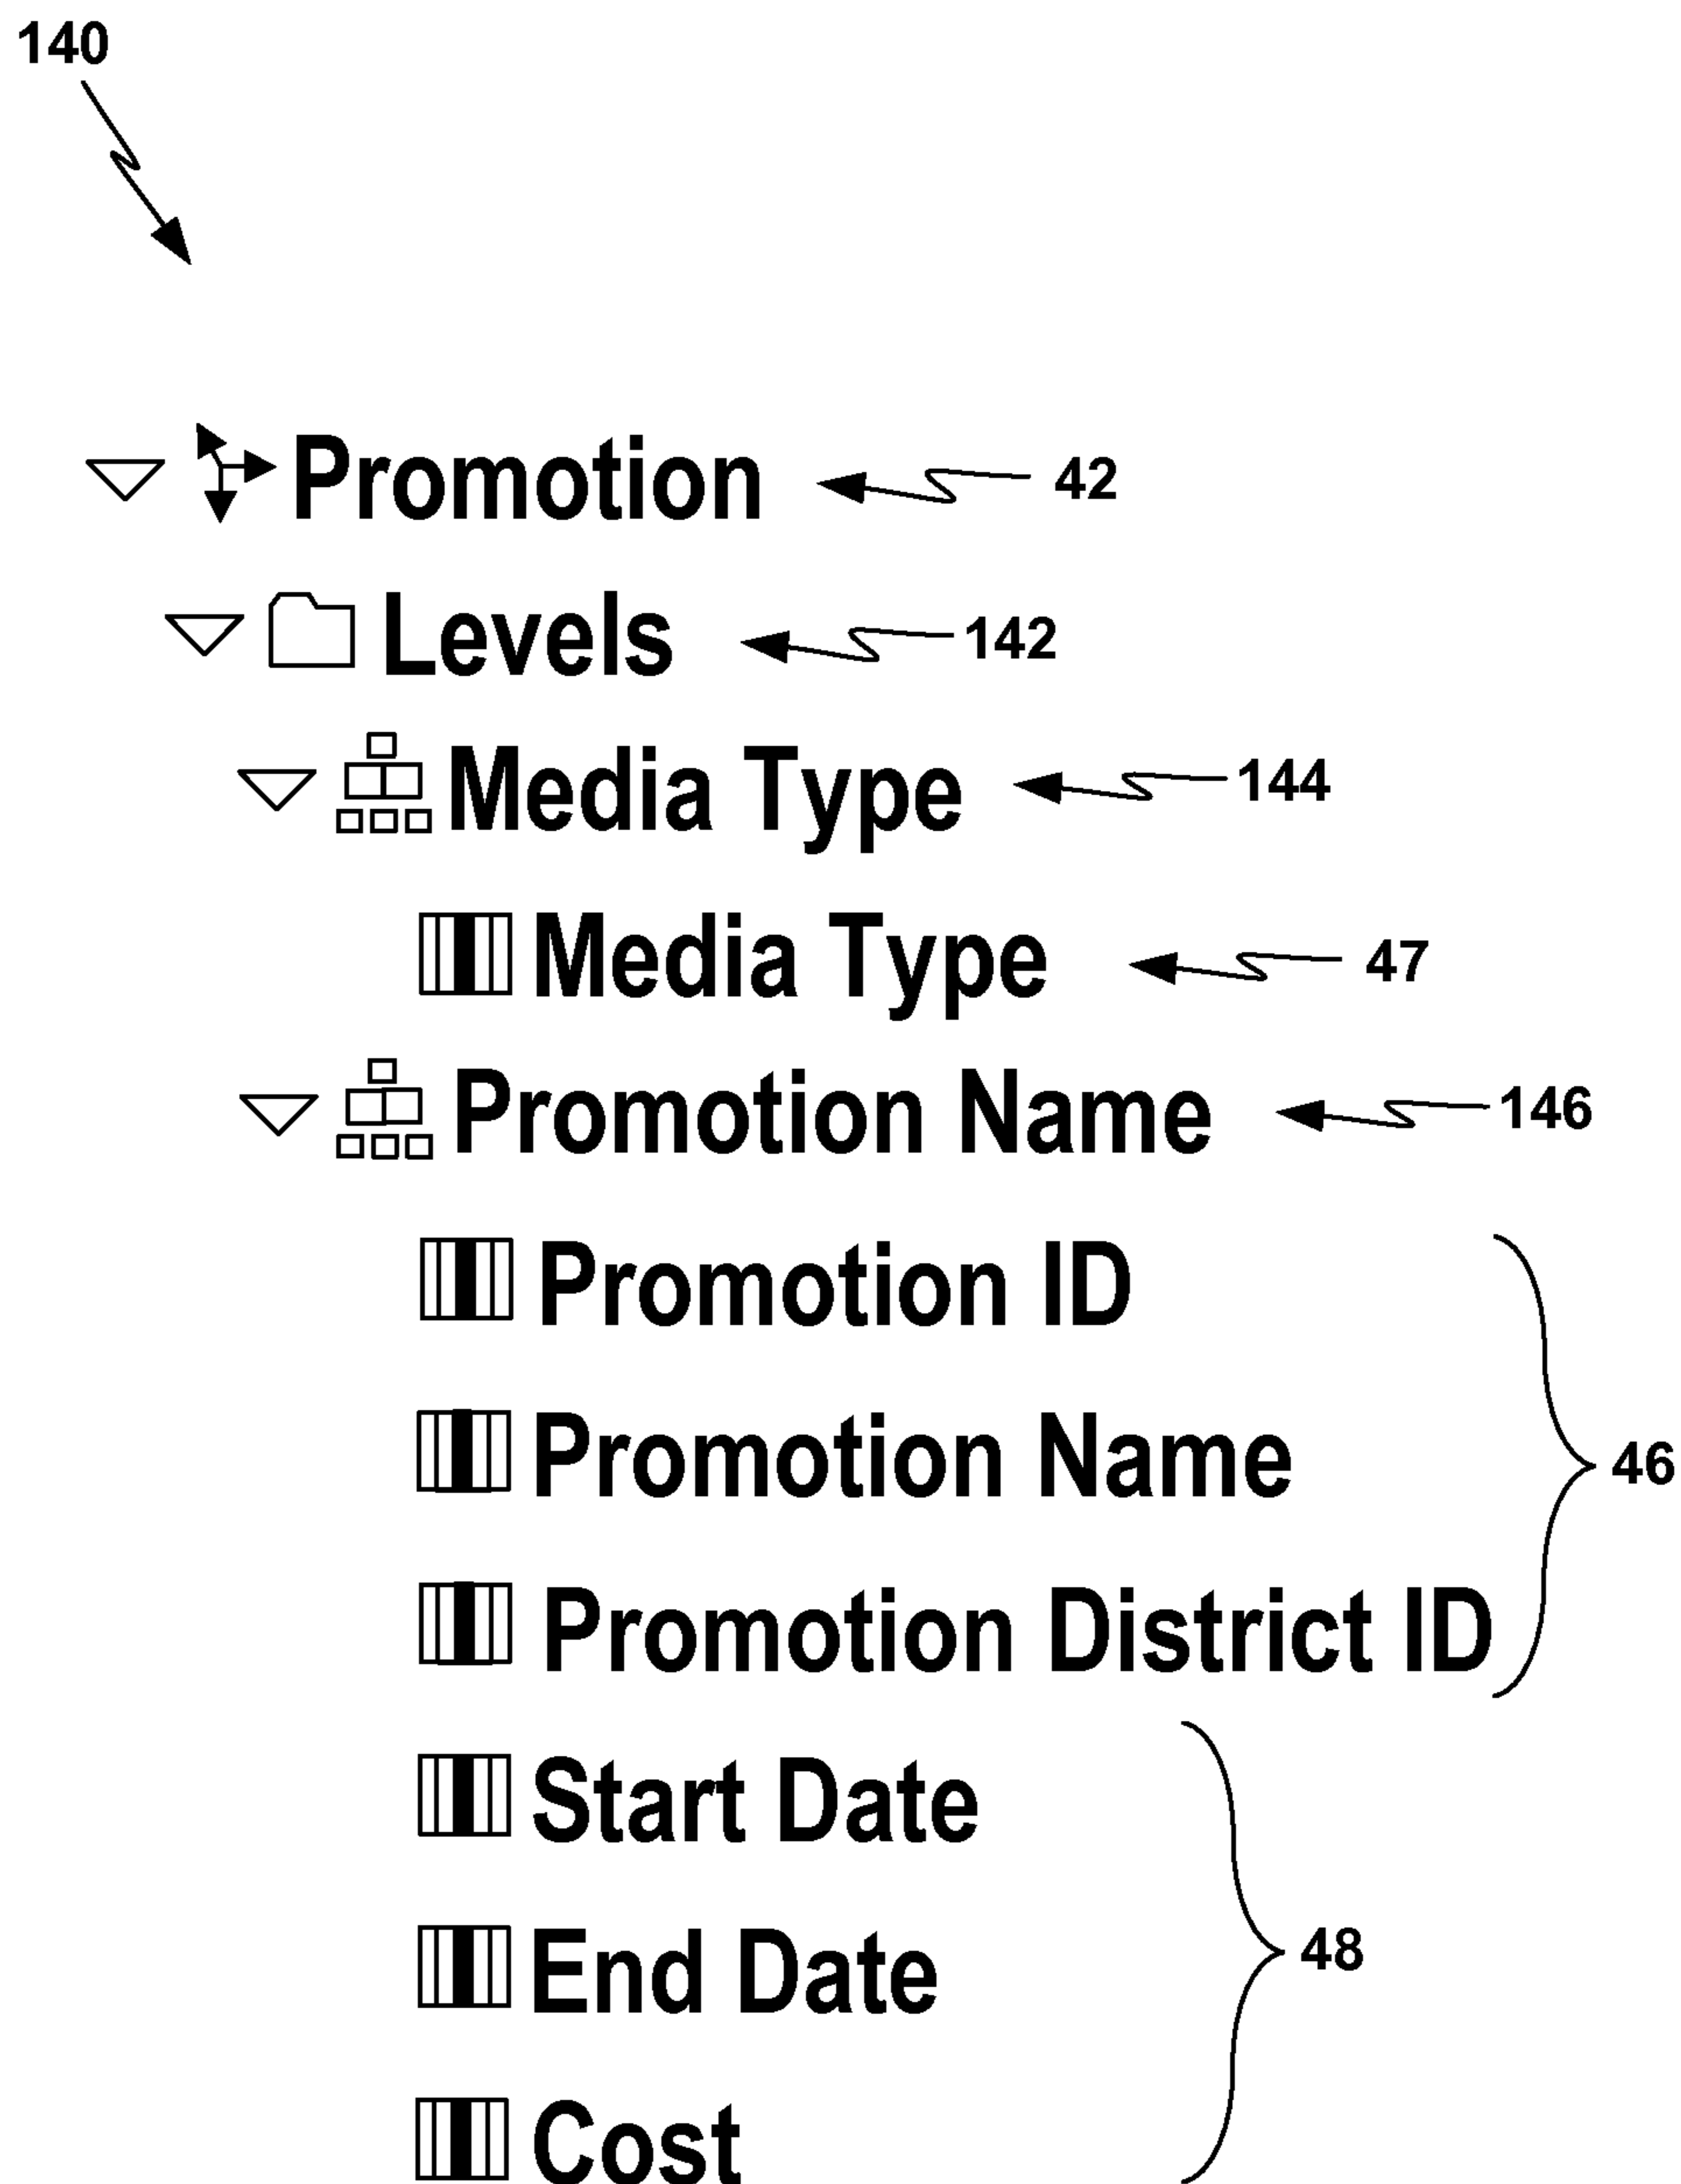 140
Promotion 42
Levels 142
Media Type 144
Media Type 47
Promotion Name 146
Promotion ID
Promotion Name 46
Promotion District ID
Start Date
End Date 48
Cost